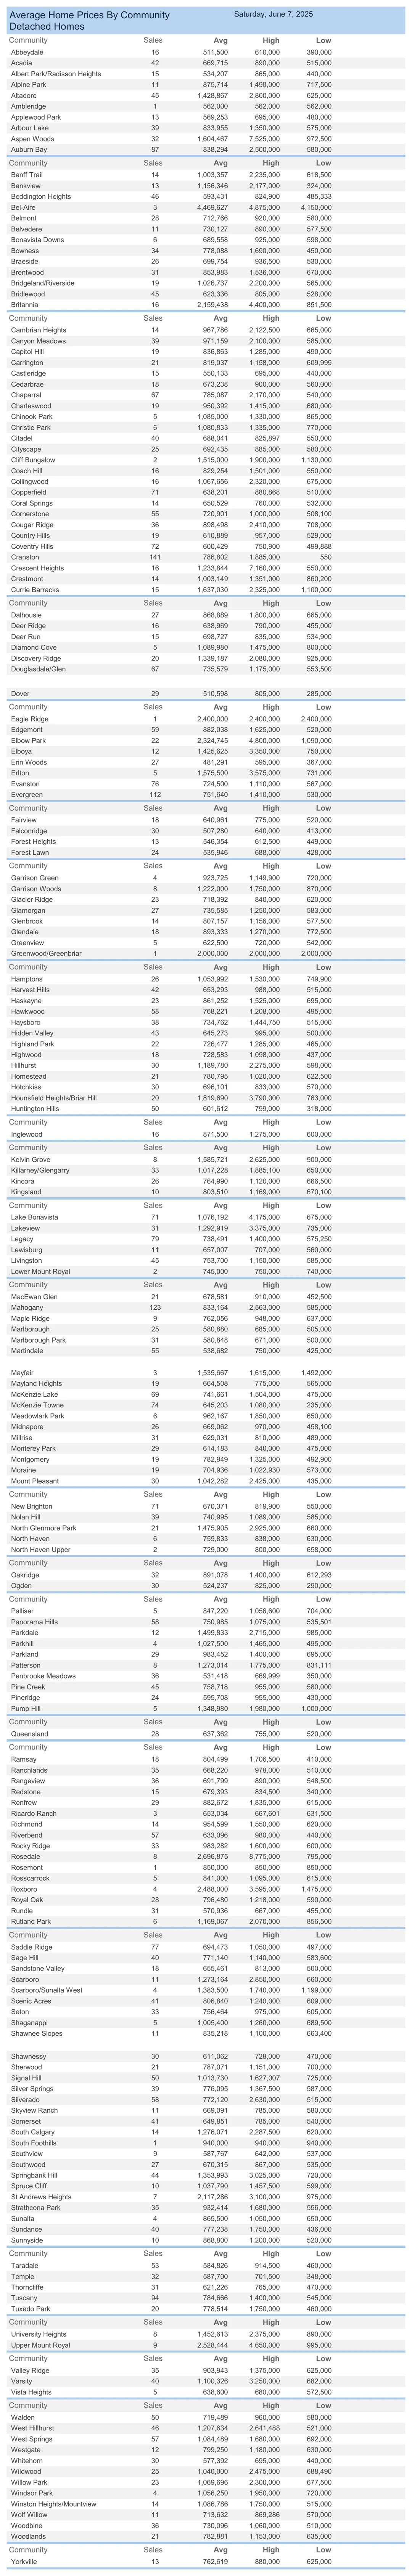 Average Home Prices By Community Saturday, June 7, 2025
Detached Homes
Community Sales Avg High Low
Abbeydale 16 511,500 610,000 390,000
Acadia 42 669,715 890,000 515,000
Albert Park/Radisson Heights 15 534,207 865,000 440,000
Alpine Park 11 875,714 1,490,000 717,500
Altadore 45 1,428,867 2,800,000 625,000
Ambleridge 1 562,000 562,000 562,000
Applewood Park 13 569,253 695,000 480,000
Arbour Lake 39 833,955 1,350,000 575,000
Aspen Woods 32 1,604,467 7,525,000 972,500
Auburn Bay 87 838,294 2,500,000 580,000
Community Sales Avg High Low
Banff Trail 14 1,003,357 2,235,000 618,500
Bankview 13 1,156,346 2,177,000 324,000
Beddington Heights 46 593,431 824,900 485,333
Bel-Aire 3 4,469,627 4,875,000 4,150,000
Belmont 28 712,766 920,000 580,000
Belvedere 11 730,127 890,000 577,500
Bonavista Downs 6 689,558 925,000 598,000
Bowness 34 778,088 1,690,000 450,000
Braeside 26 699,754 936,500 530,000
Brentwood 31 853,983 1,536,000 670,000
Bridgeland/Riverside 19 1,026,737 2,200,000 565,000
Bridlewood 45 623,336 805,000 528,000
Britannia 16 2,159,438 4,400,000 851,500
Community Sales Avg High Low
Cambrian Heights 14 967,786 2,122,500 665,000
Canyon Meadows 39 971,159 2,100,000 585,000
Capitol Hill 19 836,863 1,285,000 490,000
Carrington 21 819,037 1,158,000 609,999
Castleridge 15 550,133 695,000 440,000
Cedarbrae 18 673,238 900,000 560,000
Chaparral 67 785,087 2,170,000 540,000
Charleswood 19 950,392 1,415,000 680,000
Chinook Park 5 1,085,000 1,330,000 865,000
Christie Park 6 1,080,833 1,335,000 770,000
Citadel 40 688,041 825,897 550,000
Cityscape 25 692,435 885,000 580,000
Cliff Bungalow 2 1,515,000 1,900,000 1,130,000
Coach Hill 16 829,254 1,501,000 550,000
Collingwood 16 1,067,656 2,320,000 675,000
Copperfield 71 638,201 880,868 510,000
Coral Springs 14 650,529 760,000 532,000
Cornerstone 55 720,901 1,000,000 508,100
Cougar Ridge 36 898,498 2,410,000 708,000
Country Hills 19 610,889 957,000 529,000
Coventry Hills 72 600,429 750,900 499,888
Cranston 141 786,802 1,885,000 550
Crescent Heights 16 1,233,844 7,160,000 550,000
Crestmont 14 1,003,149 1,351,000 860,200
Currie Barracks 15 1,637,030 2,325,000 1,100,000
Community Sales Avg High Low
Dalhousie 27 868,889 1,800,000 665,000
Deer Ridge 16 638,969 790,000 455,000
Deer Run 15 698,727 835,000 534,900
Diamond Cove 5 1,089,980 1,475,000 800,000
Discovery Ridge 20 1,339,187 2,080,000 925,000
Douglasdale/Glen 67 735,579 1,175,000 553,500
Dover 29 510,598 805,000 285,000
Community Sales Avg High Low
Eagle Ridge 1 2,400,000 2,400,000 2,400,000
Edgemont 59 882,038 1,625,000 520,000
Elbow Park 22 2,324,745 4,800,000 1,090,000
Elboya 12 1,425,625 3,350,000 750,000
Erin Woods 27 481,291 595,000 367,000
Erlton 5 1,575,500 3,575,000 731,000
Evanston 76 724,500 1,110,000 567,000
Evergreen 112 751,640 1,410,000 530,000
Community Sales Avg High Low
Fairview 18 640,961 775,000 520,000
Falconridge 30 507,280 640,000 413,000
Forest Heights 13 546,354 612,500 449,000
Forest Lawn 24 535,946 688,000 428,000
Community Sales Avg High Low
Garrison Green 4 923,725 1,149,900 720,000
Garrison Woods 8 1,222,000 1,750,000 870,000
Glacier Ridge 23 718,392 840,000 620,000
Glamorgan 27 735,585 1,250,000 583,000
Glenbrook 14 807,157 1,156,000 577,500
Glendale 18 893,333 1,270,000 772,500
Greenview 5 622,500 720,000 542,000
Greenwood/Greenbriar 1 2,000,000 2,000,000 2,000,000
Community Sales Avg High Low
Hamptons 26 1,053,992 1,530,000 749,900
Harvest Hills 42 653,293 988,000 515,000
Haskayne 23 861,252 1,525,000 695,000
Hawkwood 58 768,221 1,208,000 495,000
Haysboro 38 734,762 1,444,750 515,000
Hidden Valley 43 645,273 995,000 500,000
Highland Park 22 726,477 1,285,000 465,000
Highwood 18 728,583 1,098,000 437,000
Hillhurst 30 1,189,780 2,275,000 598,000
Homestead 21 780,795 1,020,000 622,500
Hotchkiss 30 696,101 833,000 570,000
Hounsfield Heights/Briar Hill 20 1,819,690 3,790,000 763,000
Huntington Hills 50 601,612 799,000 318,000
Community Sales Avg High Low
Inglewood 16 871,500 1,275,000 600,000
Community Sales Avg High Low
Kelvin Grove 8 1,585,721 2,625,000 900,000
Killarney/Glengarry 33 1,017,228 1,885,100 650,000
Kincora 26 764,990 1,120,000 666,500
Kingsland 10 803,510 1,169,000 670,100
Community Sales Avg High Low
Lake Bonavista 71 1,076,192 4,175,000 675,000
Lakeview 31 1,292,919 3,375,000 735,000
Legacy 79 738,491 1,400,000 575,250
Lewisburg 11 657,007 707,000 560,000
Livingston 45 753,700 1,150,000 585,000
Lower Mount Royal 2 745,000 750,000 740,000
Community Sales Avg High Low
MacEwan Glen 21 678,581 910,000 452,500
Mahogany 123 833,164 2,563,000 585,000
Maple Ridge 9 762,056 948,000 637,000
Marlborough 25 580,880 685,000 505,000
Marlborough Park 31 580,848 671,000 500,000
Martindale 55 538,682 750,000 425,000
Mayfair 3 1,535,667 1,615,000 1,492,000
Mayland Heights 19 664,508 775,000 565,000
McKenzie Lake 69 741,661 1,504,000 475,000
McKenzie Towne 74 645,203 1,080,000 235,000
Meadowlark Park 6 962,167 1,850,000 650,000
Midnapore 26 669,062 970,000 458,100
Millrise 31 629,031 810,000 489,000
Monterey Park 29 614,183 840,000 475,000
Montgomery 19 782,949 1,325,000 492,900
Moraine 19 704,936 1,022,930 573,000
Mount Pleasant 30 1,042,282 2,425,000 435,000
Community Sales Avg High Low
New Brighton 71 670,371 819,900 550,000
Nolan Hill 39 740,995 1,089,000 585,000
North Glenmore Park 21 1,475,905 2,925,000 660,000
North Haven 6 759,833 838,000 630,000
North Haven Upper 2 729,000 800,000 658,000
Community Sales Avg High Low
Oakridge 32 891,078 1,400,000 612,293
Ogden 30 524,237 825,000 290,000
Community Sales Avg High Low
Palliser 5 847,220 1,056,600 704,000
Panorama Hills 58 750,985 1,075,000 535,501
Parkdale 12 1,499,833 2,715,000 985,000
Parkhill 4 1,027,500 1,465,000 495,000
Parkland 29 983,452 1,400,000 695,000
Patterson 8 1,273,014 1,775,000 831,111
Penbrooke Meadows 36 531,418 669,999 350,000
Pine Creek 45 758,718 955,000 580,000
Pineridge 24 595,708 955,000 430,000
Pump Hill 5 1,348,980 1,980,000 1,000,000
Community Sales Avg High Low
Queensland 28 637,362 755,000 520,000
Community Sales Avg High Low
Ramsay 18 804,499 1,706,500 410,000
Ranchlands 35 668,220 978,000 510,000
Rangeview 36 691,799 890,000 548,500
Redstone 15 679,393 834,500 340,000
Renfrew 29 882,672 1,835,000 615,000
Ricardo Ranch 3 653,034 667,601 631,500
Richmond 14 954,599 1,550,000 620,000
Riverbend 57 633,096 980,000 440,000
Rocky Ridge 33 983,282 1,600,000 600,000
Rosedale 8 2,696,875 8,775,000 795,000
Rosemont 1 850,000 850,000 850,000
Rosscarrock 5 841,000 1,095,000 615,000
Roxboro 4 2,488,000 3,595,000 1,475,000
Royal Oak 28 796,480 1,218,000 590,000
Rundle 31 570,936 667,000 455,000
Rutland Park 6 1,169,067 2,070,000 856,500
Community Sales Avg High Low
Saddle Ridge 77 694,473 1,050,000 497,000
Sage Hill 40 771,140 1,140,000 583,600
Sandstone Valley 18 655,461 813,000 500,000
Scarboro 11 1,273,164 2,850,000 660,000
Scarboro/Sunalta West 4 1,383,500 1,740,000 1,199,000
Scenic Acres 41 806,840 1,240,000 609,000
Seton 33 756,464 975,000 605,000
Shaganappi 5 1,005,400 1,260,000 689,500
Shawnee Slopes 11 835,218 1,100,000 663,400
Shawnessy 30 611,062 728,000 470,000
Sherwood 21 787,071 1,151,000 700,000
Signal Hill 50 1,013,730 1,627,007 725,000
Silver Springs 39 776,095 1,367,500 587,000
Silverado 58 772,120 2,630,000 515,000
Skyview Ranch 11 669,091 785,000 580,000
Somerset 41 649,851 785,000 540,000
South Calgary 14 1,276,071 2,287,500 620,000
South Foothills 1 940,000 940,000 940,000
Southview 9 587,767 642,000 537,000
Southwood 27 670,315 867,000 535,000
Springbank Hill 44 1,353,993 3,025,000 720,000
Spruce Cliff 10 1,037,790 1,457,500 599,000
St Andrews Heights 7 2,117,286 3,100,000 975,000
Strathcona Park 35 932,414 1,680,000 556,000
Sunalta 4 865,500 1,050,000 650,000
Sundance 40 777,238 1,750,000 436,000
Sunnyside 10 868,800 1,200,000 520,000
Community Sales Avg High Low
Taradale 53 584,826 914,500 460,000
Temple 32 587,700 701,500 348,000
Thorncliffe 31 621,226 765,000 470,000
Tuscany 94 784,666 1,400,000 545,000
Tuxedo Park 20 778,514 1,750,000 460,000
Community Sales Avg High Low
University Heights 8 1,452,613 2,375,000 890,000
Upper Mount Royal 9 2,528,444 4,650,000 995,000
Community Sales Avg High Low
Valley Ridge 35 903,943 1,375,000 625,000
Varsity 40 1,100,326 3,250,000 682,000
Vista Heights 5 638,600 680,000 572,500
Community Sales Avg High Low
Walden 50 719,489 960,000 580,000
West Hillhurst 46 1,207,634 2,641,488 521,000
West Springs 57 1,084,489 1,680,000 692,000
Westgate 12 799,250 1,180,000 630,000
Whitehorn 30 577,392 695,000 440,000
Wildwood 25 1,040,000 2,475,000 688,490
Willow Park 23 1,069,696 2,300,000 677,500
Windsor Park 4 1,056,250 1,950,000 720,000
Winston Heights/Mountview 14 1,086,786 1,750,000 515,000
Wolf Willow 11 713,632 869,286 570,000
Woodbine 36 730,096 1,060,000 510,000
Woodlands 21 782,881 1,153,000 635,000
Community Sales Avg High Low
Yorkville 13 762,619 880,000 625,000